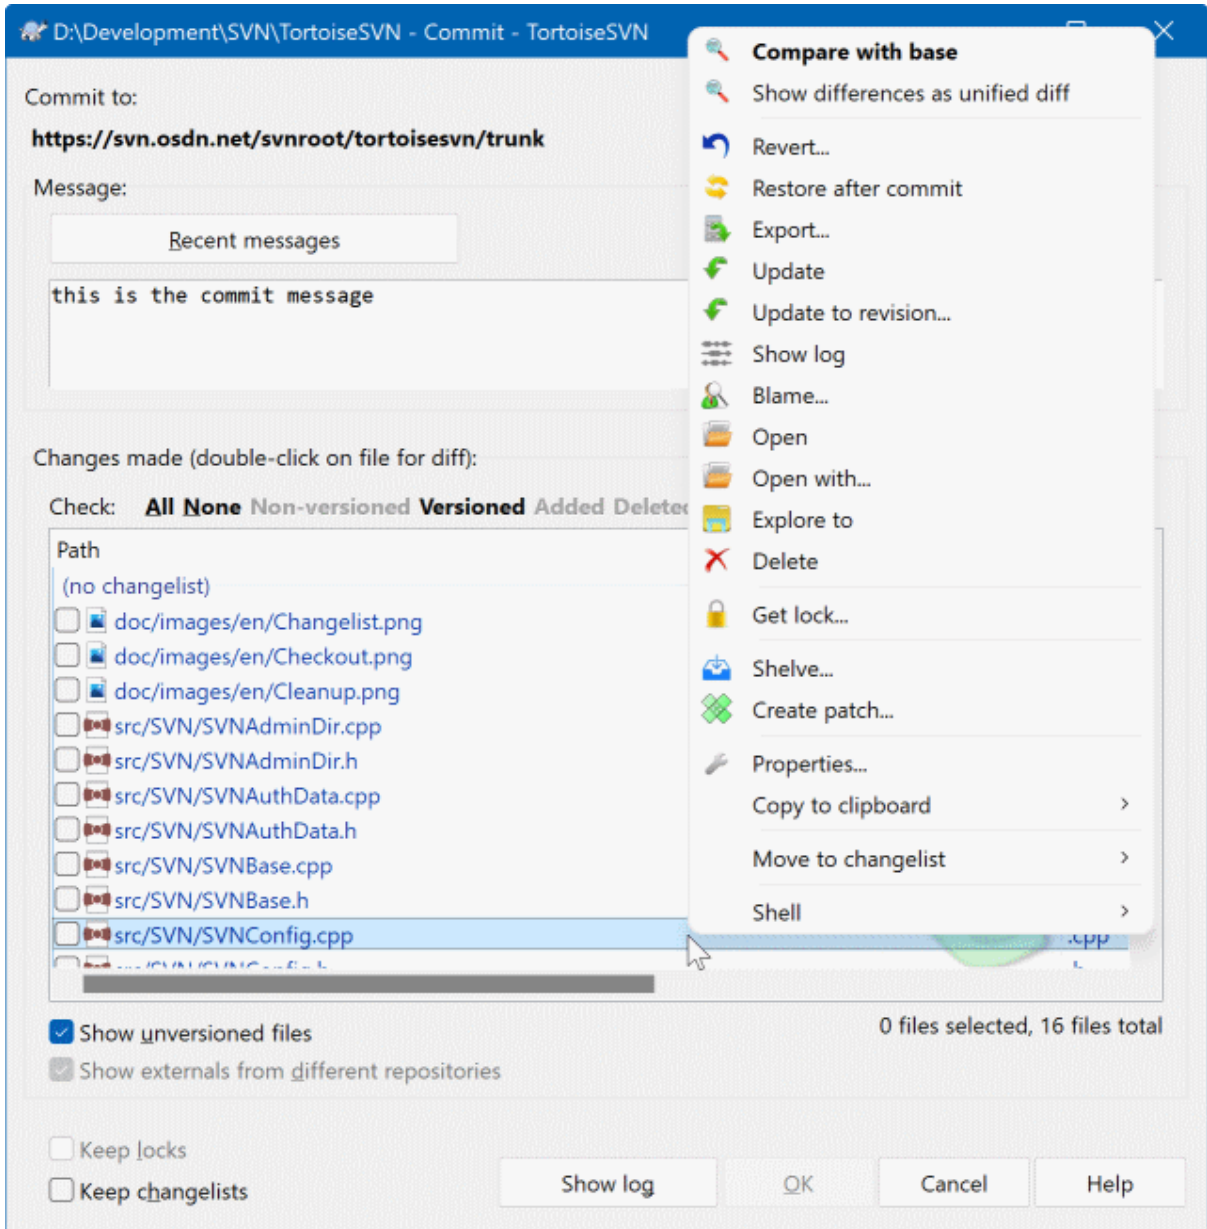 D:\Development\SVN\TortoiseSVN - Commit - TortoiseSVN
Commit to:
https://svn.osdn.net/svnroot/tortoisesvn/trunk
Message:
Recent messages
this is the commit message
Changes made (double-click on file for diff):
Check: All None Non-versioned Versioned Added Deleted
Path
(no changelist)
doc/images/en/Changelist.png
doc/images/en/Checkout.png
doc/images/en/Cleanup.png
src/SVN/SVNAdminDir.cpp
src/SVN/SVNAdminDir.h
src/SVN/SVNAuthData.cpp
src/SVN/SVNAuthData.h
src/SVN/SVNBase.cpp
src/SVN/SVNBase.h
src/SVN/SVNConfig.cpp
.cpp
Compare with base
Show differences as unified diff
Revert...
Restore after commit
Export...
Update
Update to revision...
Show log
Blame...
Open
Open with...
Explore to
Delete
Get lock...
Shelve...
Create patch...
Properties...
Copy to clipboard
Move to changelist
Shell
Show unversioned files
0 files selected, 16 files total
Show externals from different repositories
Keep locks
Keep changelists
Show log
OK
Cancel
Help